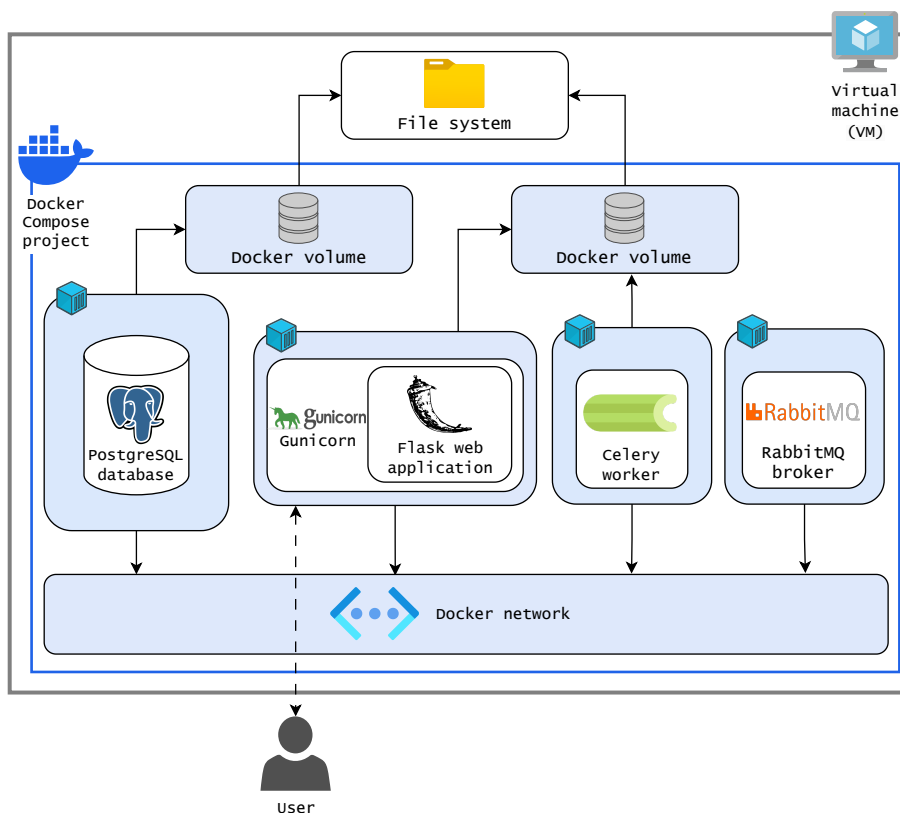 Virtual
machine
(VM)
File system
Docker
Compose
project
Docker volume
Docker volume
PostgreSQL
database
gunicorn
Gunicorn
Flask web
application
Celery
worker
RabbitMQ
RabbitMQ
broker
Docker network
User